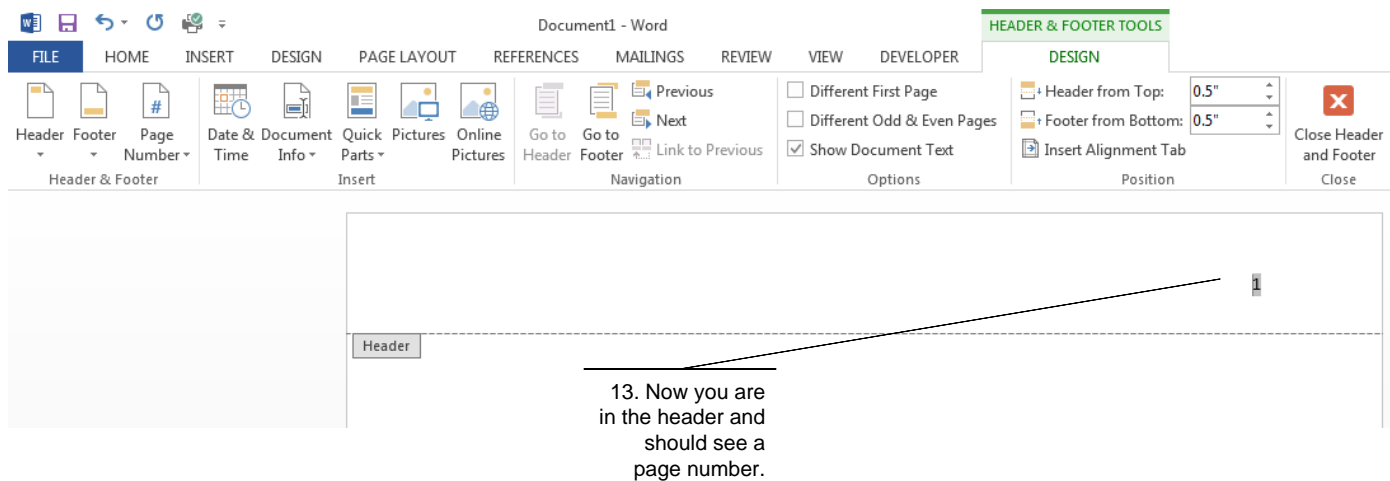 Document1 - Word
HEADER & FOOTER TOOLS
FILE HOME INSERT DESIGN PAGE LAYOUT REFERENCES MAILINGS REVIEW VIEW DEVELOPER DESIGN
Header Footer Page Number
Date & Time Document Info Quick Parts Pictures Online Pictures
Go to Header Go to Footer Previous
Next
Link to Previous
Different First Page
Different Odd & Even Pages
Show Document Text
Header from Top: 0.5"
Footer from Bottom: 0.5"
Insert Alignment Tab
Close Header and Footer
Header & Footer Insert Navigation Options Position Close
1
Header
13. Now you are
in the header and
should see a
page number.